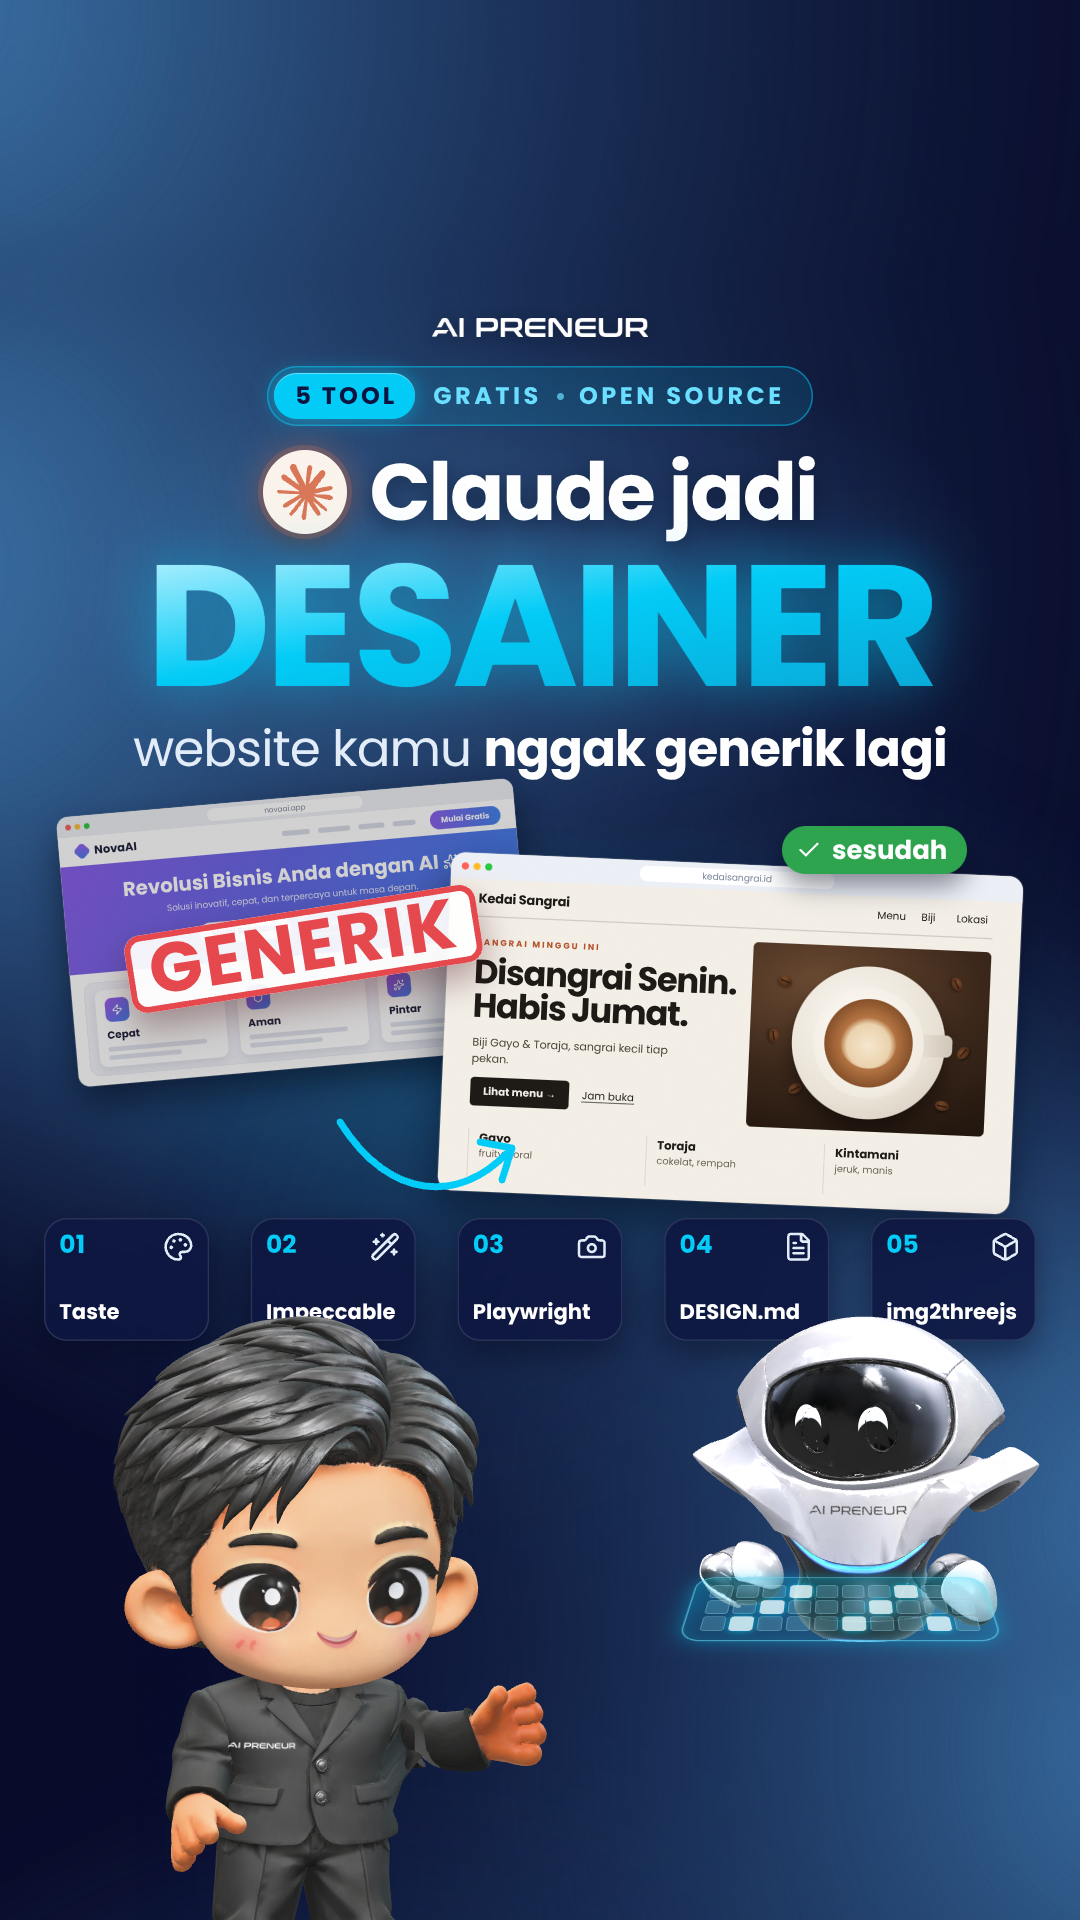 AI PRENEUR
5 TOOL GRATIS • OPEN SOURCE
Claude jadi
DESAINER
website kamu nggak generik lagi
novaai.app
NovaAI
Mulai Gratis
Revolusi Bisnis Anda dengan AI
Solusi inovatif, cepat, dan terpercaya untuk masa depan.
GENERIK
Cepat
Aman
Pintar
sesudah
kedaisangrai.id
Kedai Sangrai
Menu Biji Lokasi
ANGRAI MINGGU INI
Disangrai Senin.
Habis Jumat.
Biji Gayo & Toraja, sangrai kecil tiap
pekan.
Lihat menu →
Jam buka
Gayo
Toraja
cokelat, rempah
Kintamani
jeruk, manis
01
Taste
02
Impeccable
03
Playwright
04
DESIGN.md
05
img2threejs
AI PRENEUR
AI PRENEUR